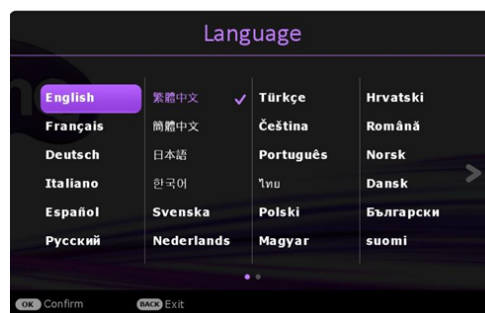 Language
English
Français
Deutsch
Italiano
Español
Русский
繁體中文
簡體中文
日本語
한국어
Svenska
Nederlands
Türkçe
Čeština
Português
ไทย
Polski
Magyar
Hrvatski
Română
Norsk
Dansk
Български
suomi
OK Confirm
BACK Exit